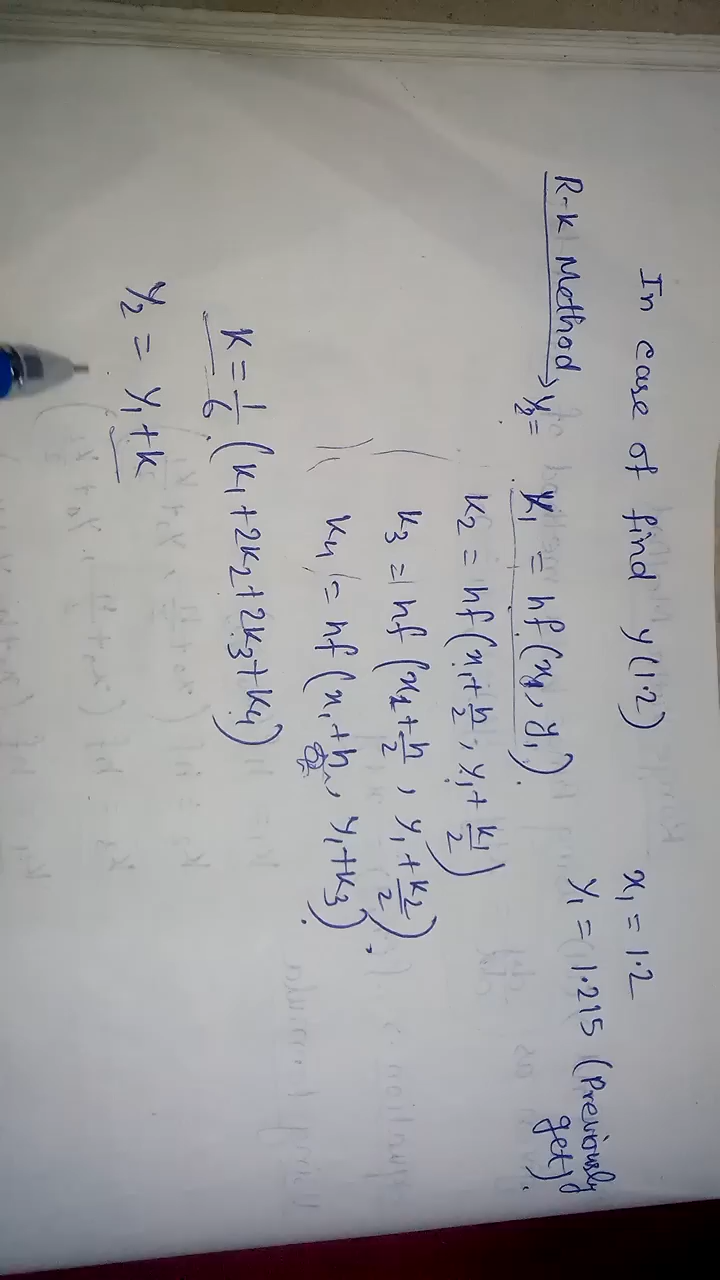 In case of find y(1.2)
x₁ = 1.2
y₁ = 1.215 (Previously get)
R-K Method → y₂ =
K₁ = hf(x₁, y₁)
K₂ = hf(x₁ + h/2, y₁ + K₁/2)
K₃ = hf(x₁ + h/2, y₁ + K₂/2).
K₄ = hf(x₁ + h, y₁ + K₃).
K = 1/6 (K₁ + 2K₂ + 2K₃ + K₄)
y₂ = y₁ + K